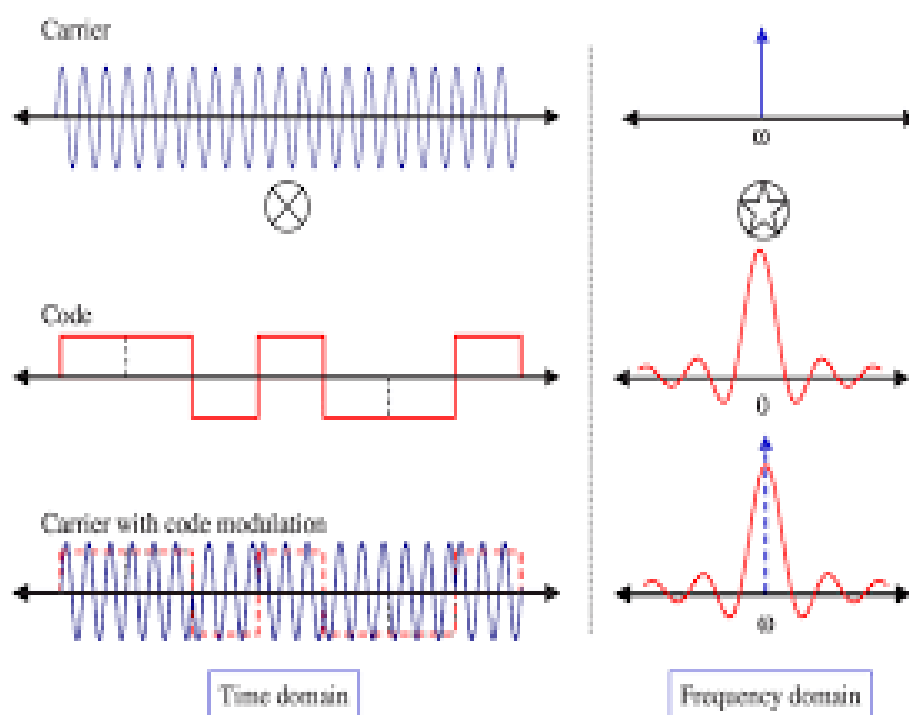 Carrier
ω
Code
0
Carrier with code modulation
ω
Time domain
Frequency domain